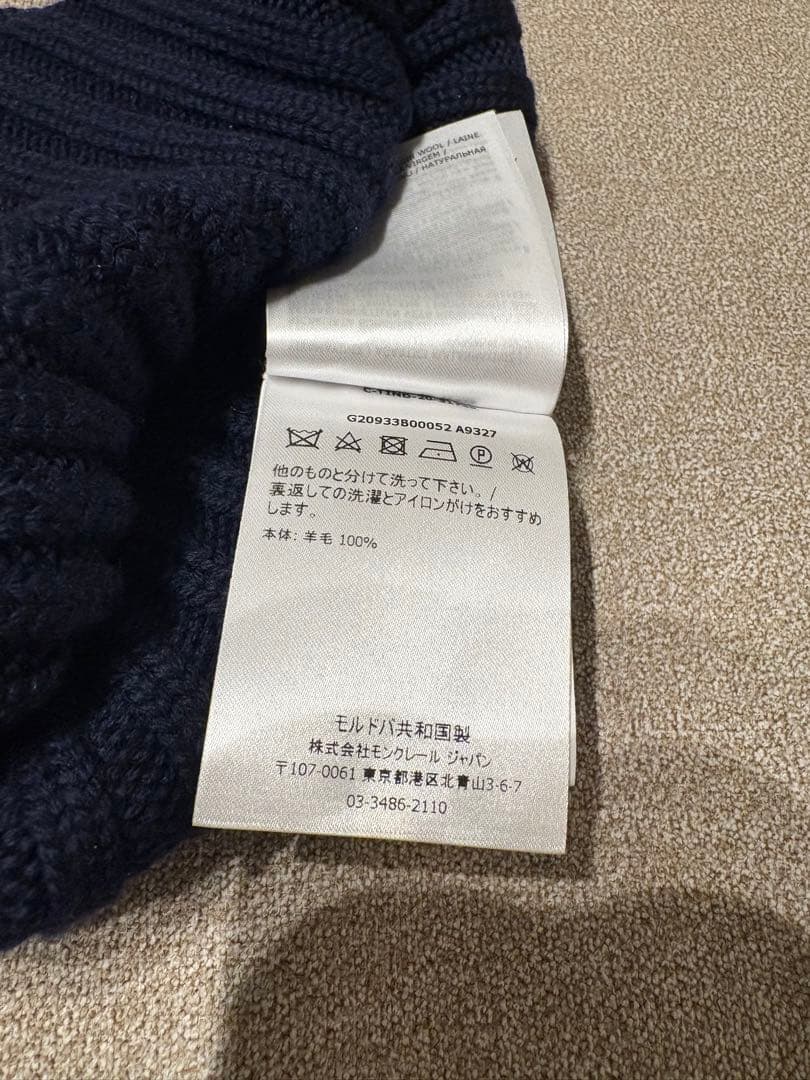 WOOL / LAINE
/ НАТУРАЛЬНАЯ
G20933B00052 A9327
他のものと分けて洗って下さい。/
裏返しての洗濯とアイロンがけをおすすめ
します。
本体: 羊毛 100%
モルドバ共和国製
株式会社モンクレール ジャパン
〒107-0061 東京都港区北青山3-6-7
03-3486-2110